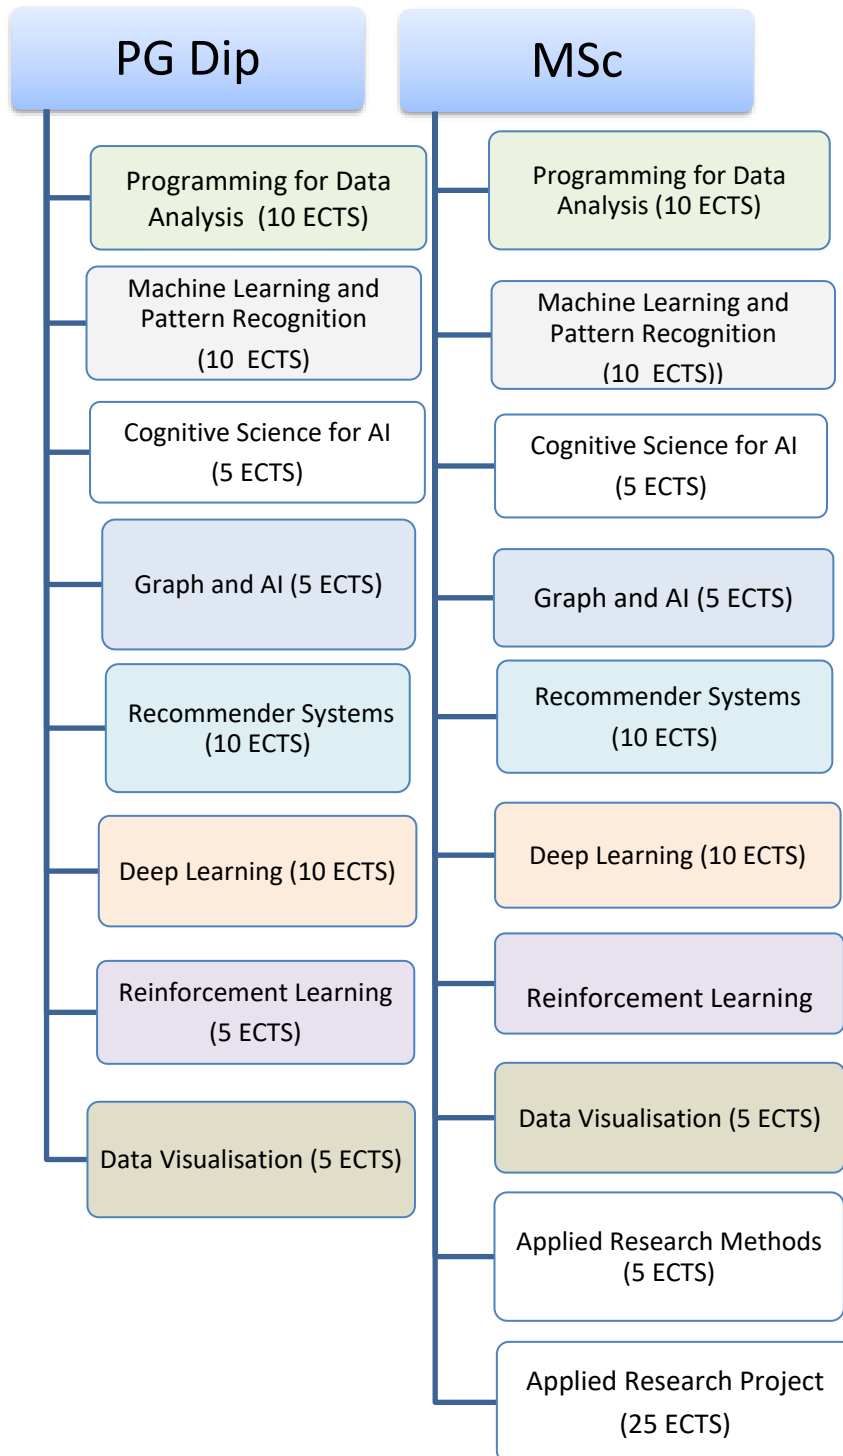 PG Dip
Programming for Data
Analysis  (10 ECTS)
Machine Learning and
Pattern Recognition
(10  ECTS)
Cognitive Science for AI
(5 ECTS)
Graph and AI (5 ECTS)
Recommender Systems
(10 ECTS)
Deep Learning (10 ECTS)
Reinforcement Learning
(5 ECTS)
Data Visualisation (5 ECTS)
MSc
Programming for Data
Analysis (10 ECTS)
Machine Learning and
Pattern Recognition
(10  ECTS))
Cognitive Science for AI
(5 ECTS)
Graph and AI (5 ECTS)
Recommender Systems
(10 ECTS)
Deep Learning (10 ECTS)
Reinforcement Learning
Data Visualisation (5 ECTS)
Applied Research Methods
(5 ECTS)
Applied Research Project
(25 ECTS)